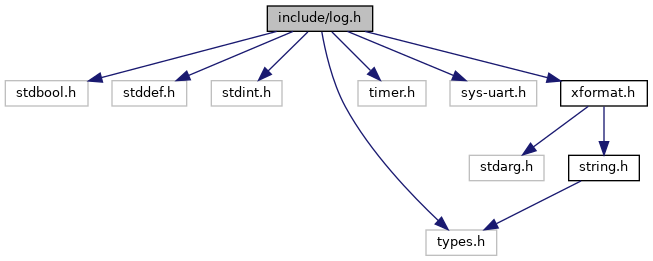 include/log.h
stdbool.h
stddef.h
stdint.h
timer.h
sys-uart.h
xformat.h
stdarg.h
string.h
types.h